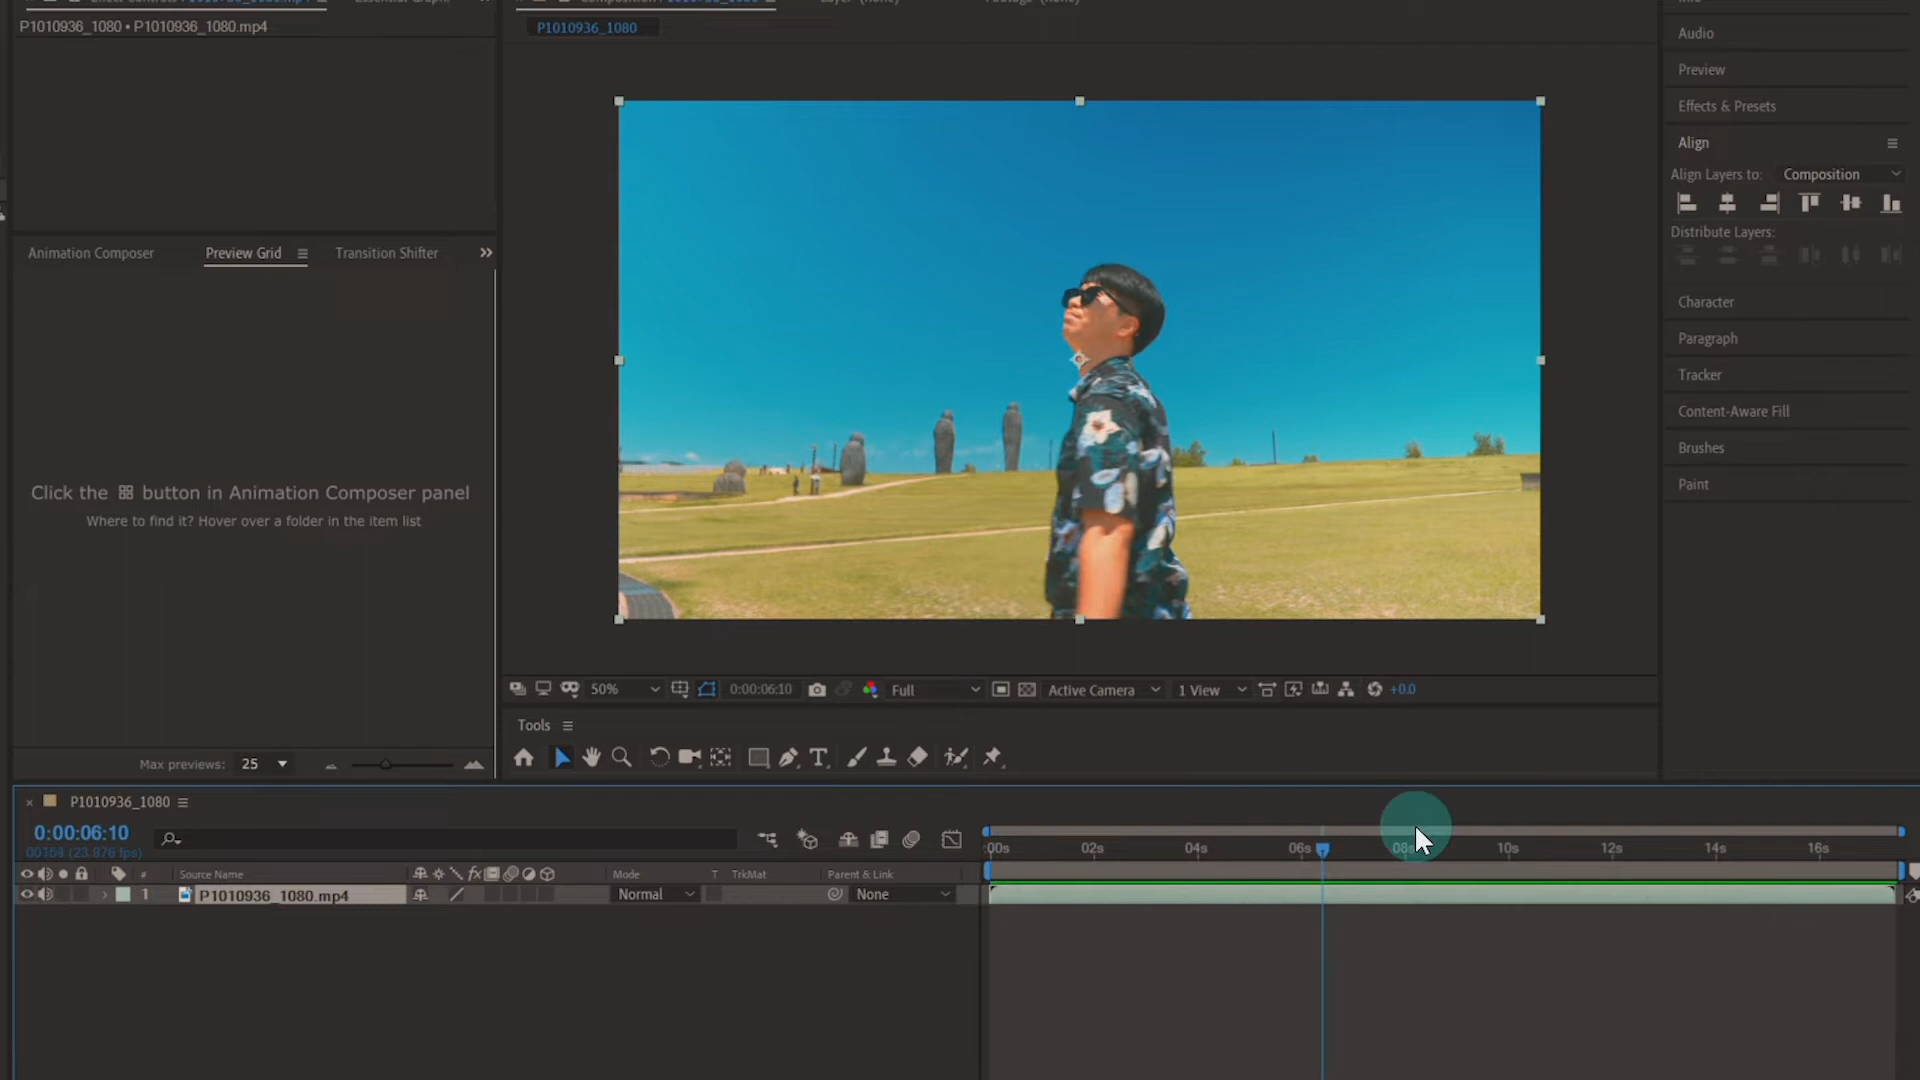 P1010936_1080 • P1010936_1080.mp4
P1010936_1080
Audio
Preview
Effects & Presets
Align
Align Layers to: Composition
Distribute Layers:
Character
Paragraph
Tracker
Content-Aware Fill
Brushes
Paint
Animation Composer Preview Grid Transition Shifter
Click the button in Animation Composer panel
Where to find it? Hover over a folder in the item list
Max previews: 25
50% 0:00:06:10 Full Active Camera 1 View +0.0
Tools
P1010936_1080
0:00:06:10
(23.976 fps)
:00s 02s 04s 06s 08s 10s 12s 14s 16s
# Source Name fx Mode T TrkMat Parent & Link
1 P1010936_1080.mp4 Normal None